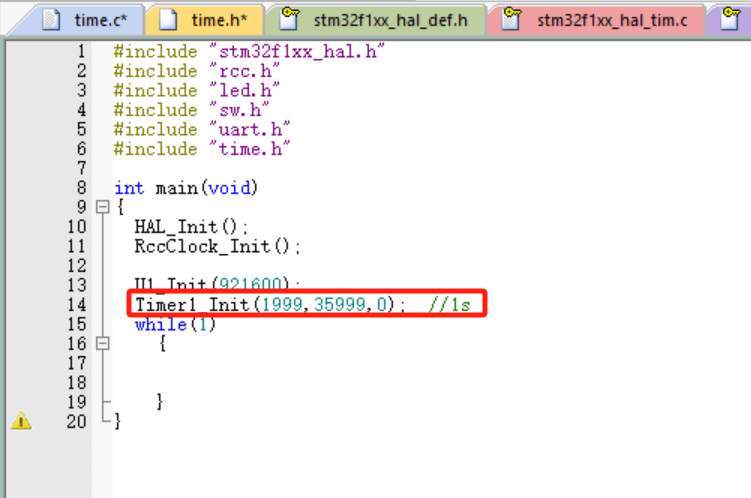 time.c* time.h* stm32f1xx_hal_def.h stm32f1xx_hal_tim.c
1 #include "stm32f1xx_hal.h"
2 #include "rcc.h"
3 #include "led.h"
4 #include "sw.h"
5 #include "uart.h"
6 #include "time.h"
7
8 int main(void)
9 {
10 HAL_Init();
11 RccClock_Init();
12
13 U1_Init(921600);
14 Timer1_Init(1999,35999,0); //1s
15 while(1)
16 {
17
18
19 }
20 }